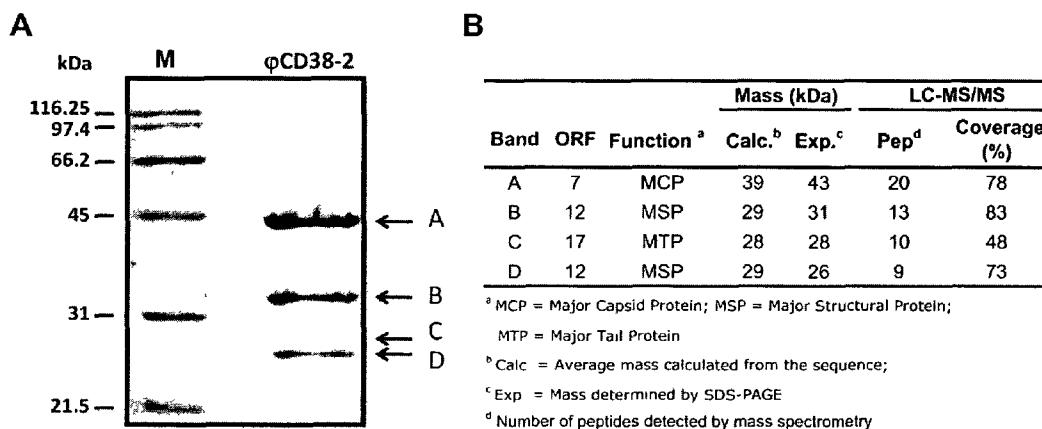 A
kDa M φCD38-2
116.25
97.4
66.2
45
31
21.5
A
B
C
D
B
Mass (kDa) LC-MS/MS
Band ORF Function a Calc.b Exp.c Pepd Coverage (%)
A 7 MCP 39 43 20 78
B 12 MSP 29 31 13 83
C 17 MTP 28 28 10 48
D 12 MSP 29 26 9 73
a MCP = Major Capsid Protein; MSP = Major Structural Protein;
MTP = Major Tail Protein
b Calc = Average mass calculated from the sequence;
c Exp = Mass determined by SDS-PAGE
d Number of peptides detected by mass spectrometry